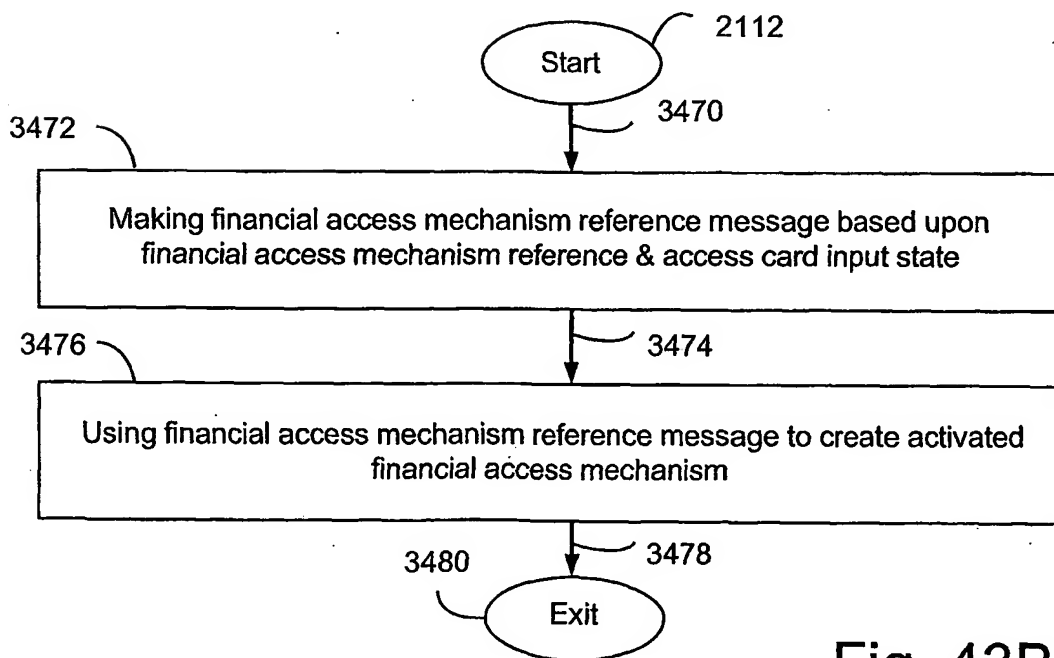 2112
Start
3470
3472
Making financial access mechanism reference message based upon
financial access mechanism reference & access card input state
3474
3476
Using financial access mechanism reference message to create activated
financial access mechanism
3478
3480
Exit